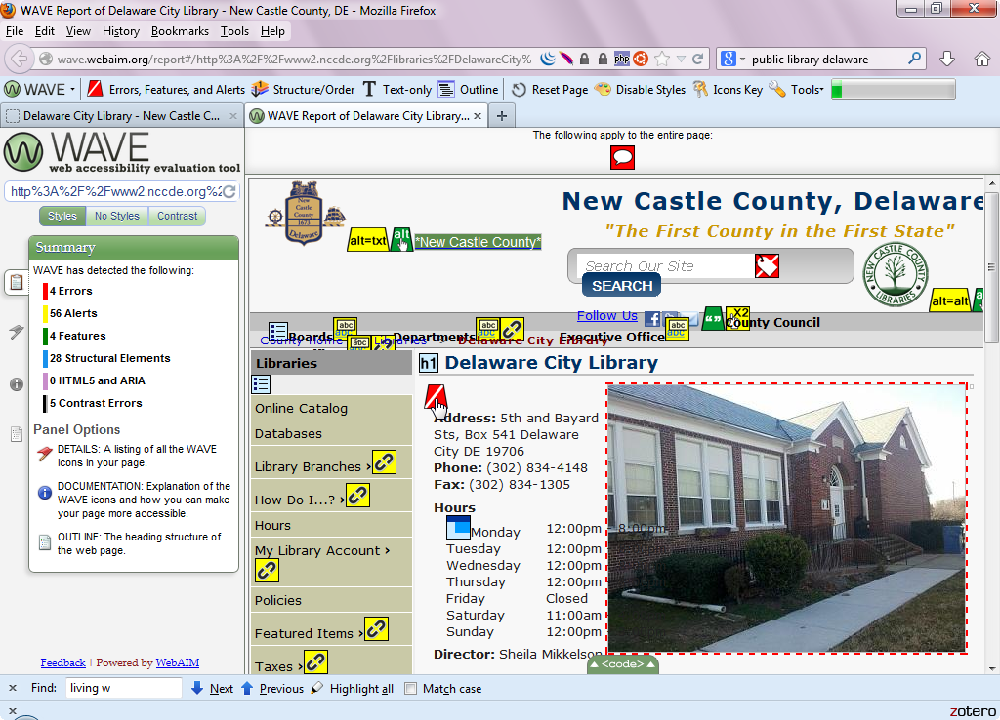 WAVE Report of Delaware City Library - New Castle County, DE - Mozilla Firefox
File Edit View History Bookmarks Tools Help
wave.webaim.org/report#/http%3A%2F%2Fwww2.nccde.org%2Flibraries%2FDelawareCity% php public library delaware
WAVE Errors, Features, and Alerts Structure/Order Text-only Outline Reset Page Disable Styles Icons Key Tools
Delaware City Library - New Castle C... WAVE Report of Delaware City Library...
WAVE
web accessibility evaluation tool
http%3A%2F%2Fwww2.nccde.org%2
Styles No Styles Contrast
Summary
WAVE has detected the following:
4 Errors
56 Alerts
4 Features
28 Structural Elements
0 HTML5 and ARIA
5 Contrast Errors
Panel Options
DETAILS: A listing of all the WAVE
icons in your page.
DOCUMENTATION: Explanation of the
WAVE icons and how you can make
your page more accessible.
OUTLINE: The heading structure of
the web page.
Feedback | Powered by WebAIM
The following apply to the entire page:
New Castle County 1673 Delaware
alt=txt alt *New Castle County*
New Castle County, Delaware
"The First County in the First State"
Search Our Site
SEARCH
NEW CASTLE COUNTY LIBRARIES
alt=alt
Follow Us X2
Boards Departments Executive Office County Council
abc abc abc abc
County Home Libraries Delaware City Library
Libraries
Online Catalog
Databases
Library Branches ›
How Do I...? ›
Hours
My Library Account ›
Policies
Featured Items ›
Taxes ›
h1 Delaware City Library
Address: 5th and Bayard
Sts, Box 541 Delaware
City DE 19706
Phone: (302) 834-4148
Fax: (302) 834-1305
Hours
Monday 12:00pm - 8:00pm
Tuesday 12:00pm
Wednesday 12:00pm
Thursday 12:00pm
Friday Closed
Saturday 11:00am
Sunday 12:00pm
Director: Sheila Mikkelson
<code>
Find: living w Next Previous Highlight all Match case
zotero